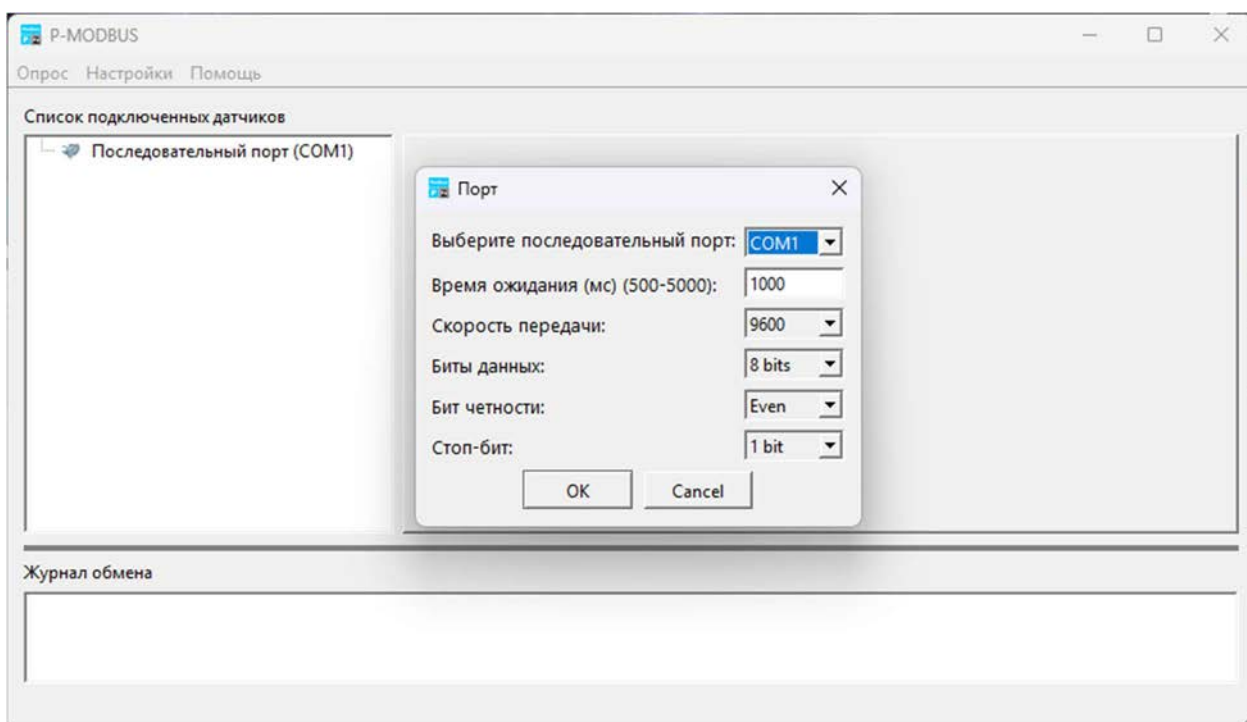 P-MODBUS
Опрос Настройки Помощь
Список подключенных датчиков
Последовательный порт (COM1)
Порт
Выберите последовательный порт: COM1
Время ожидания (мс) (500-5000): 1000
Скорость передачи: 9600
Биты данных: 8 bits
Бит четности: Even
Стоп-бит: 1 bit
OK Cancel
Журнал обмена